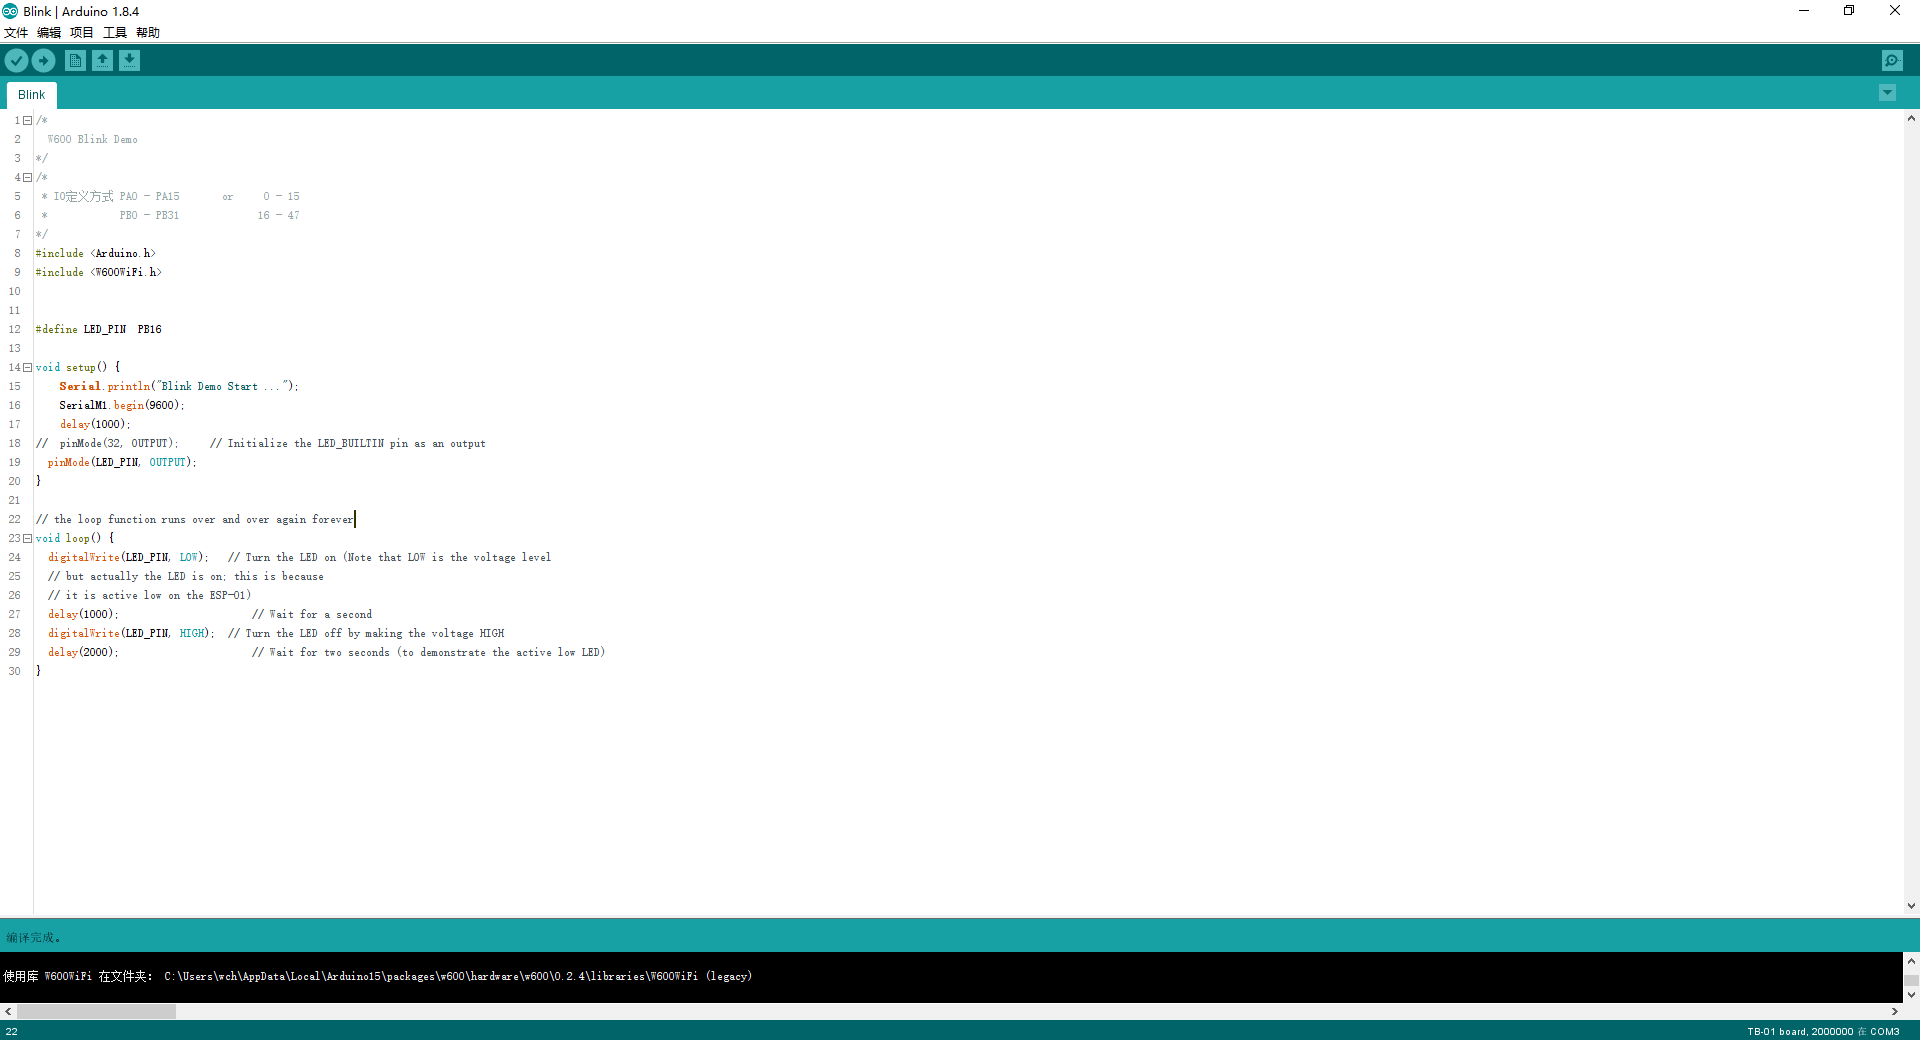 Blink | Arduino 1.8.4
文件 编辑 项目 工具 帮助
Blink
1 /*
2 W600 Blink Demo
3 */
4 /*
5 * IO定义方式 PA0 - PA15 or 0 - 15
6 * PB0 - PB31 16 - 47
7 */
8 #include <Arduino.h>
9 #include <W600WiFi.h>
10
11
12 #define LED_PIN PB16
13
14 void setup() {
15 Serial.println("Blink Demo Start ...");
16 SerialM1.begin(9600);
17 delay(1000);
18 // pinMode(32, OUTPUT); // Initialize the LED_BUILTIN pin as an output
19 pinMode(LED_PIN, OUTPUT);
20 }
21
22 // the loop function runs over and over again forever
23 void loop() {
24 digitalWrite(LED_PIN, LOW); // Turn the LED on (Note that LOW is the voltage level
25 // but actually the LED is on; this is because
26 // it is active low on the ESP-01)
27 delay(1000); // Wait for a second
28 digitalWrite(LED_PIN, HIGH); // Turn the LED off by making the voltage HIGH
29 delay(2000); // Wait for two seconds (to demonstrate the active low LED)
30 }
编译完成。
使用库 W600WiFi 在文件夹： C:\Users\wch\AppData\Local\Arduino15\packages\w600\hardware\w600\0.2.4\libraries\W600WiFi (legacy)
22 TB-01 board, 2000000 在 COM3